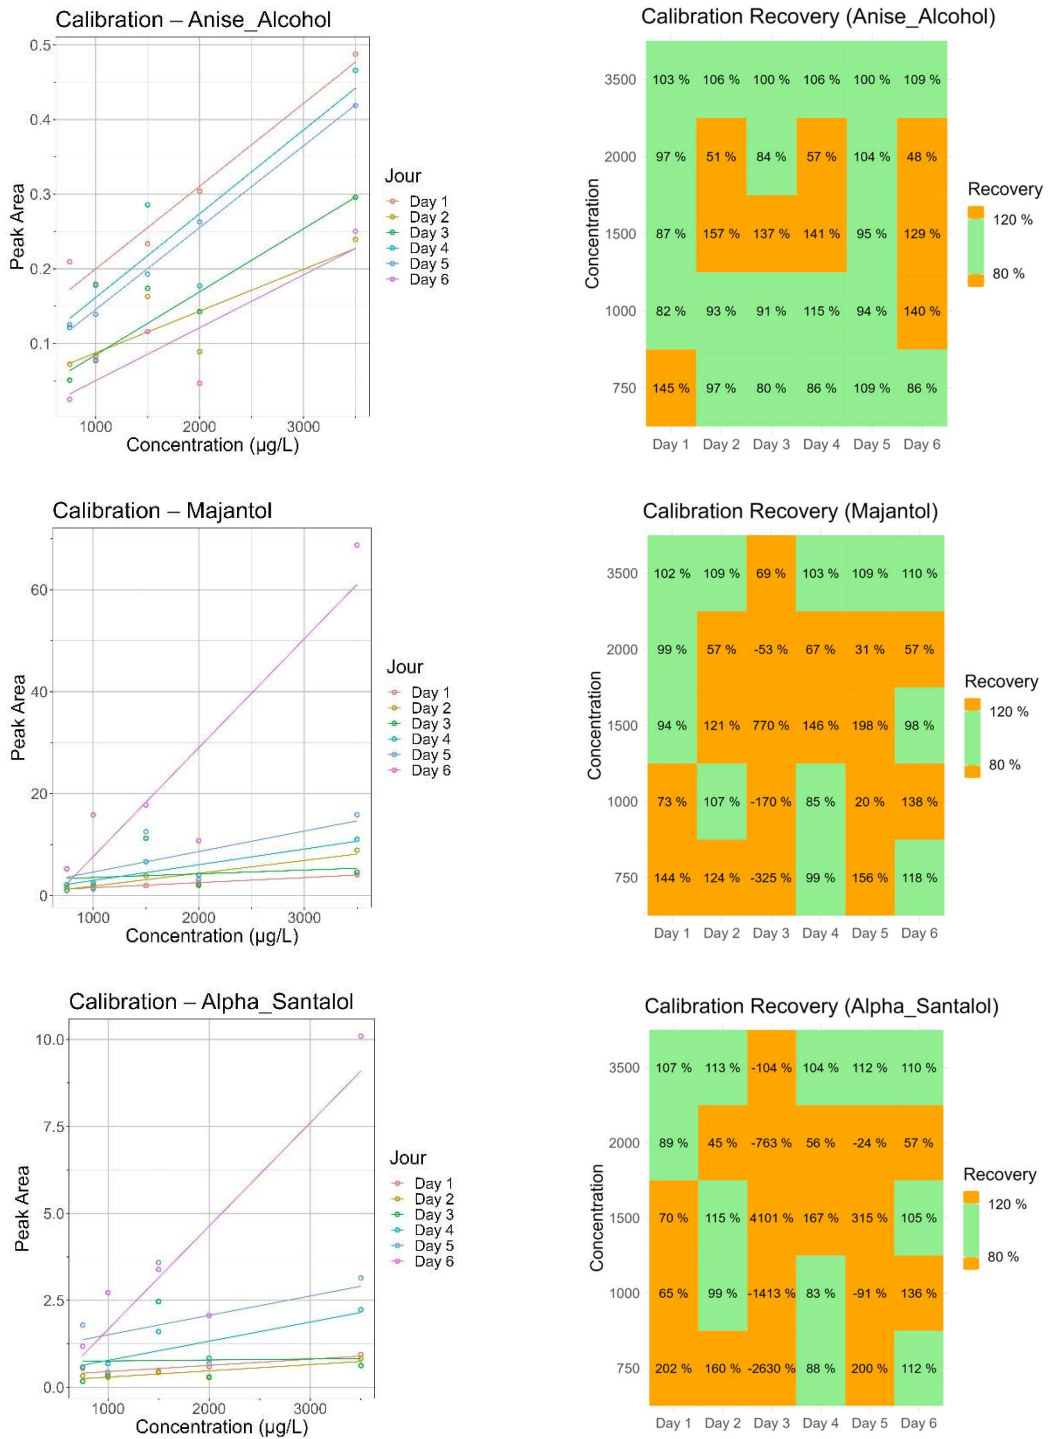 Calibration – Anise_Alcohol
0.5
0.4
0.3
0.2
0.1
Peak Area
1000 2000 3000
Concentration (µg/L)
Jour
Day 1
Day 2
Day 3
Day 4
Day 5
Day 6
Calibration Recovery (Anise_Alcohol)
Concentration
3500 103 % 106 % 100 % 106 % 100 % 109 %
2000 97 % 51 % 84 % 57 % 104 % 48 %
1500 87 % 157 % 137 % 141 % 95 % 129 %
1000 82 % 93 % 91 % 115 % 94 % 140 %
750 145 % 97 % 80 % 86 % 109 % 86 %
Day 1 Day 2 Day 3 Day 4 Day 5 Day 6
Recovery
120 %
80 %
Calibration – Majantol
60
40
20
0
Peak Area
1000 2000 3000
Concentration (µg/L)
Jour
Day 1
Day 2
Day 3
Day 4
Day 5
Day 6
Calibration Recovery (Majantol)
Concentration
3500 102 % 109 % 69 % 103 % 109 % 110 %
2000 99 % 57 % -53 % 67 % 31 % 57 %
1500 94 % 121 % 770 % 146 % 198 % 98 %
1000 73 % 107 % -170 % 85 % 20 % 138 %
750 144 % 124 % -325 % 99 % 156 % 118 %
Day 1 Day 2 Day 3 Day 4 Day 5 Day 6
Recovery
120 %
80 %
Calibration – Alpha_Santalol
10.0
7.5
5.0
2.5
0.0
Peak Area
1000 2000 3000
Concentration (µg/L)
Jour
Day 1
Day 2
Day 3
Day 4
Day 5
Day 6
Calibration Recovery (Alpha_Santalol)
Concentration
3500 107 % 113 % -104 % 104 % 112 % 110 %
2000 89 % 45 % -763 % 56 % -24 % 57 %
1500 70 % 115 % 4101 % 167 % 315 % 105 %
1000 65 % 99 % -1413 % 83 % -91 % 136 %
750 202 % 160 % -2630 % 88 % 200 % 112 %
Day 1 Day 2 Day 3 Day 4 Day 5 Day 6
Recovery
120 %
80 %